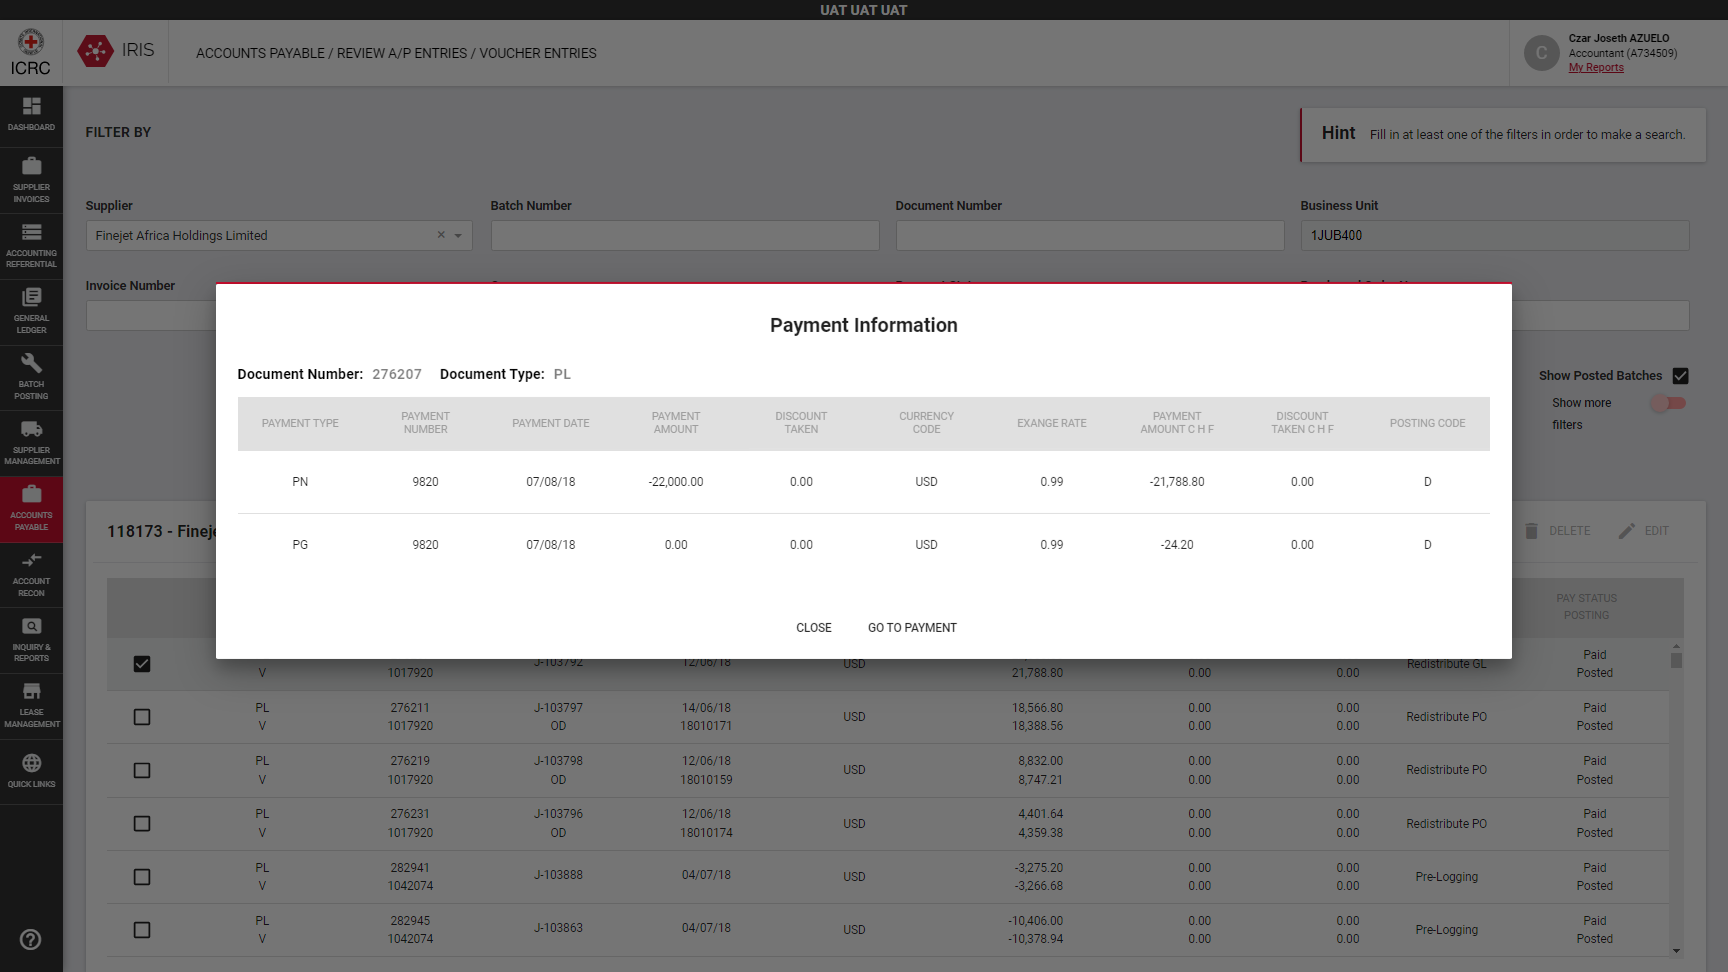 UAT UAT UAT
ICRC
IRIS
ACCOUNTS PAYABLE / REVIEW A/P ENTRIES / VOUCHER ENTRIES
C
Czar Joseth AZUELO
Accountant (A734509)
My Reports
DASHBOARD
SUPPLIER
INVOICES
ACCOUNTING
REFERENTIAL
GENERAL
LEDGER
BATCH
POSTING
SUPPLIER
MANAGEMENT
ACCOUNTS
PAYABLE
ACCOUNT
RECON
INQUIRY &
REPORTS
LEASE
MANAGEMENT
QUICK LINKS
FILTER BY
Hint Fill in at least one of the filters in order to make a search.
Supplier
Batch Number
Document Number
Business Unit
Finejet Africa Holdings Limited
1JUB400
Invoice Number
Show Posted Batches
Show more
filters
Payment Information
Document Number: 276207 Document Type: PL
PAYMENT TYPE PAYMENT NUMBER PAYMENT DATE PAYMENT AMOUNT DISCOUNT TAKEN CURRENCY CODE EXANGE RATE PAYMENT AMOUNT C H F DISCOUNT TAKEN C H F POSTING CODE
PN 9820 07/08/18 -22,000.00 0.00 USD 0.99 -21,788.80 0.00 D
PG 9820 07/08/18 0.00 0.00 USD 0.99 -24.20 0.00 D
CLOSE GO TO PAYMENT
118173 - Fineje
DELETE EDIT
PAY STATUS
POSTING
J-103792 12/06/18 USD Redistribute GL Paid
V 1017920 21,788.80 0.00 0.00 Posted
PL 276211 J-103797 14/06/18 USD 18,566.80 0.00 0.00 Redistribute PO Paid
V 1017920 OD 18010171 18,388.56 0.00 0.00 Posted
PL 276219 J-103798 12/06/18 USD 8,832.00 0.00 0.00 Redistribute PO Paid
V 1017920 OD 18010159 8,747.21 0.00 0.00 Posted
PL 276231 J-103796 12/06/18 USD 4,401.64 0.00 0.00 Redistribute PO Paid
V 1017920 OD 18010174 4,359.38 0.00 0.00 Posted
PL 282941 J-103888 04/07/18 USD -3,275.20 0.00 0.00 Pre-Logging Paid
V 1042074 -3,266.68 0.00 0.00 Posted
PL 282945 J-103863 04/07/18 USD -10,406.00 0.00 0.00 Pre-Logging Paid
V 1042074 -10,378.94 0.00 0.00 Posted